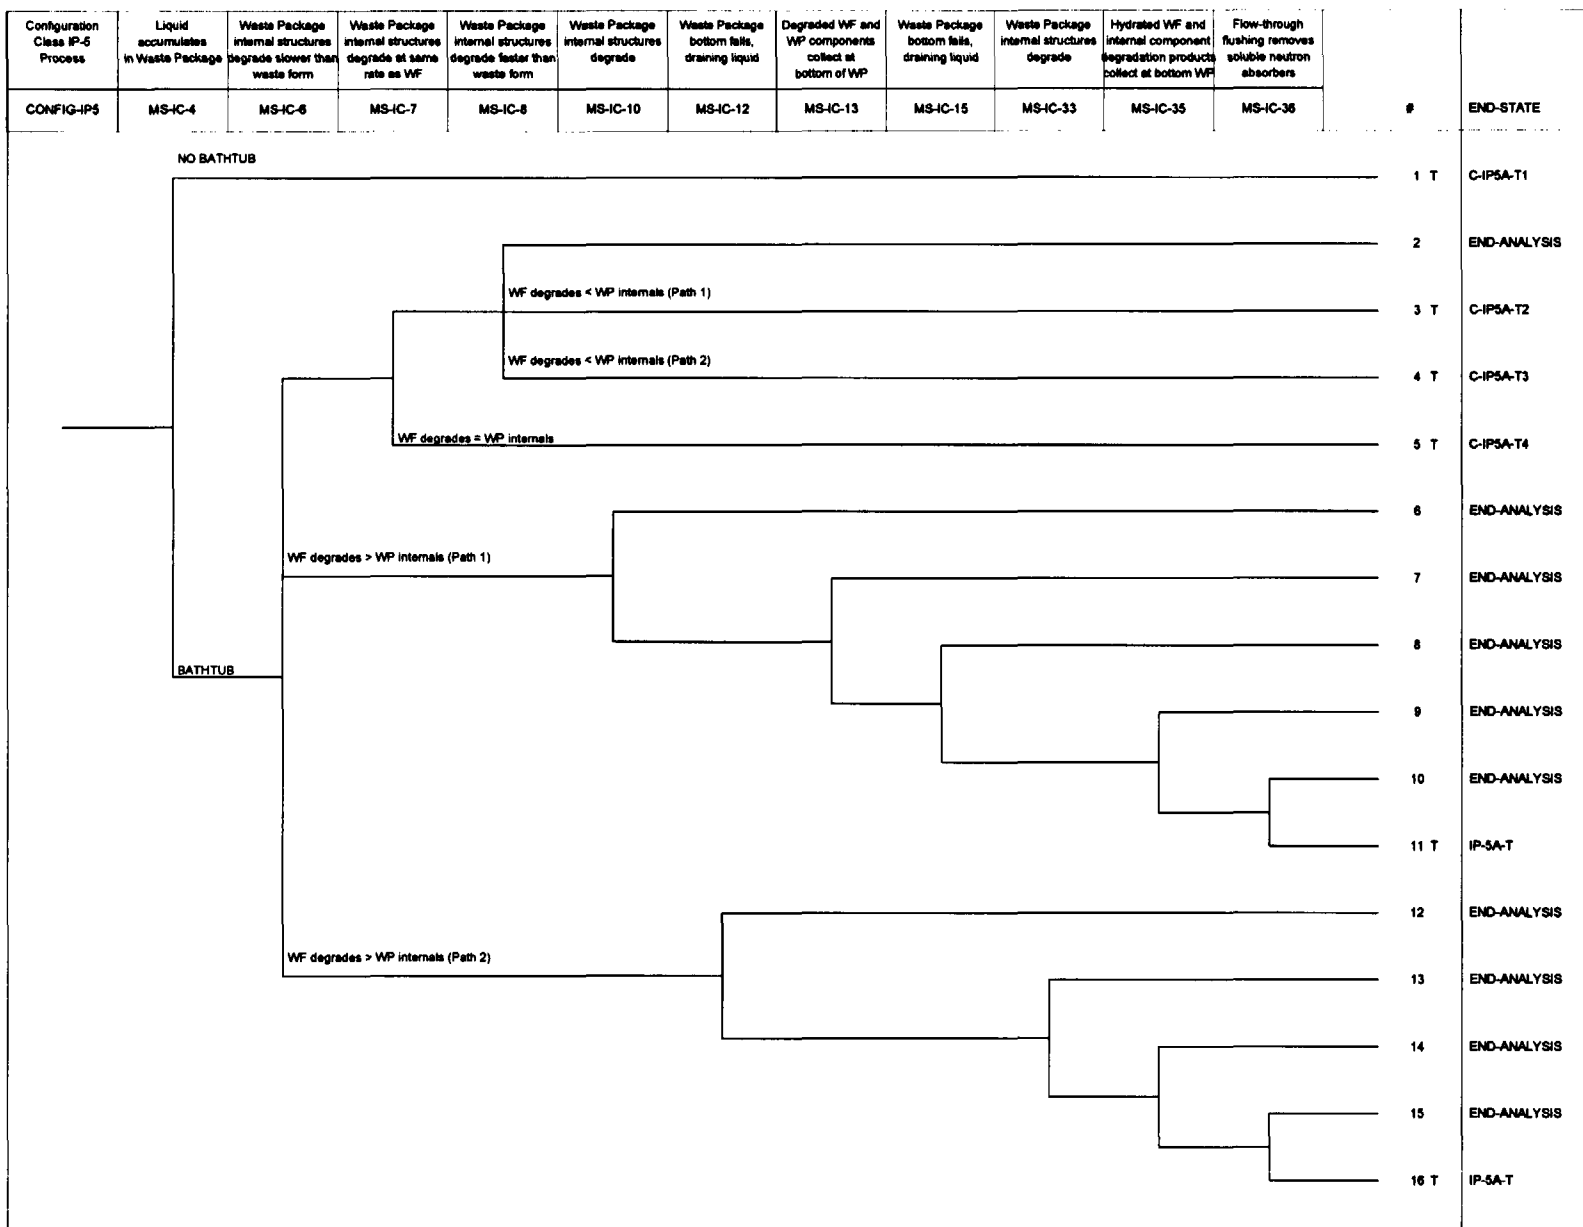 Configuration
Class IP-5
Process
Liquid
accumulates
in Waste Package
Waste Package
internal structures
degrade slower than
waste form
Waste Package
internal structures
degrade at same
rate as WF
Waste Package
internal structures
degrade faster than
waste form
Waste Package
internal structures
degrade
Waste Package
bottom fails,
draining liquid
Degraded WF and
WP components
collect at
bottom of WP
Waste Package
bottom fails,
draining liquid
Waste Package
internal structures
degrade
Hydrated WF and
internal component
degradation products
collect at bottom WP
Flow-through
flushing removes
soluble neutron
absorbers
CONFIG-IP5 MS-IC-4 MS-IC-6 MS-IC-7 MS-IC-8 MS-IC-10 MS-IC-12 MS-IC-13 MS-IC-15 MS-IC-33 MS-IC-35 MS-IC-36 # END-STATE
NO BATHTUB
1 T C-IP5A-T1
2 END-ANALYSIS
WF degrades < WP internals (Path 1)
3 T C-IP5A-T2
WF degrades < WP internals (Path 2)
4 T C-IP5A-T3
WF degrades = WP internals
5 T C-IP5A-T4
6 END-ANALYSIS
WF degrades > WP internals (Path 1)
7 END-ANALYSIS
8 END-ANALYSIS
BATHTUB
9 END-ANALYSIS
10 END-ANALYSIS
11 T IP-5A-T
12 END-ANALYSIS
WF degrades > WP internals (Path 2)
13 END-ANALYSIS
14 END-ANALYSIS
15 END-ANALYSIS
16 T IP-5A-T